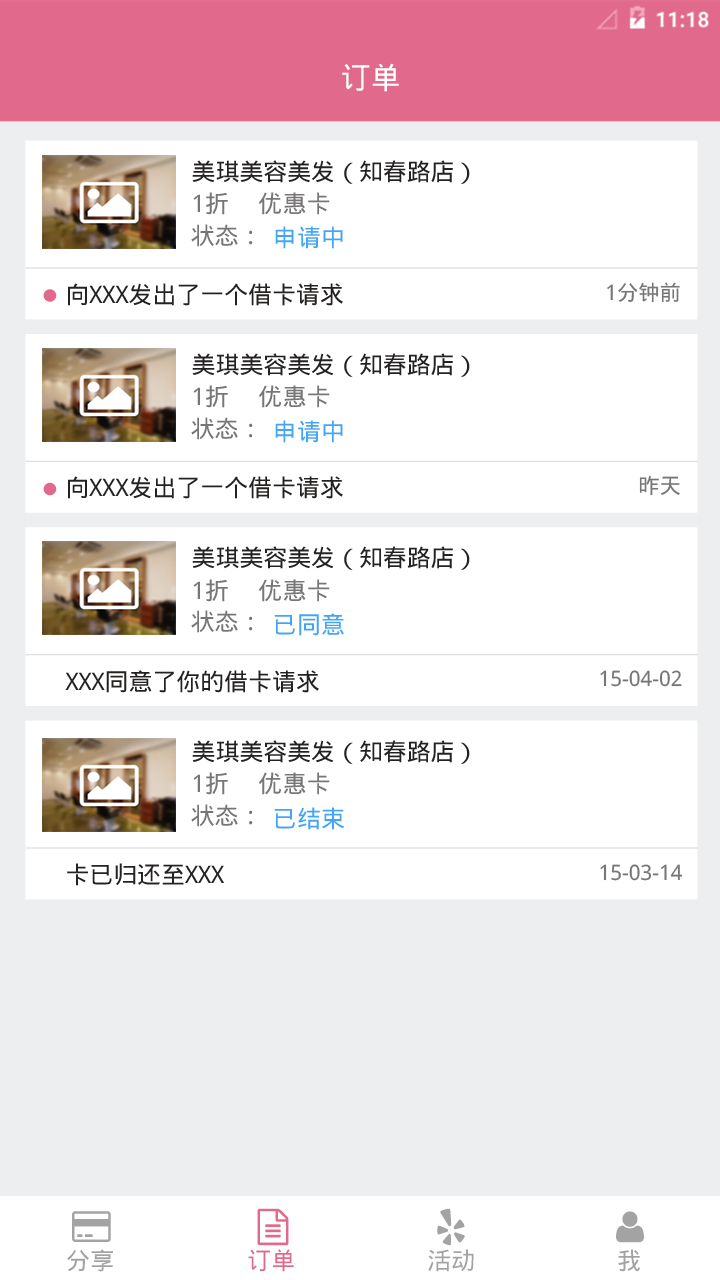 11:18
订单
美琪美容美发（知春路店）
1折 优惠卡
状态： 申请中
向XXX发出了一个借卡请求 1分钟前
美琪美容美发（知春路店）
1折 优惠卡
状态： 申请中
向XXX发出了一个借卡请求 昨天
美琪美容美发（知春路店）
1折 优惠卡
状态： 已同意
XXX同意了你的借卡请求 15-04-02
美琪美容美发（知春路店）
1折 优惠卡
状态： 已结束
卡已归还至XXX 15-03-14
分享 订单 活动 我